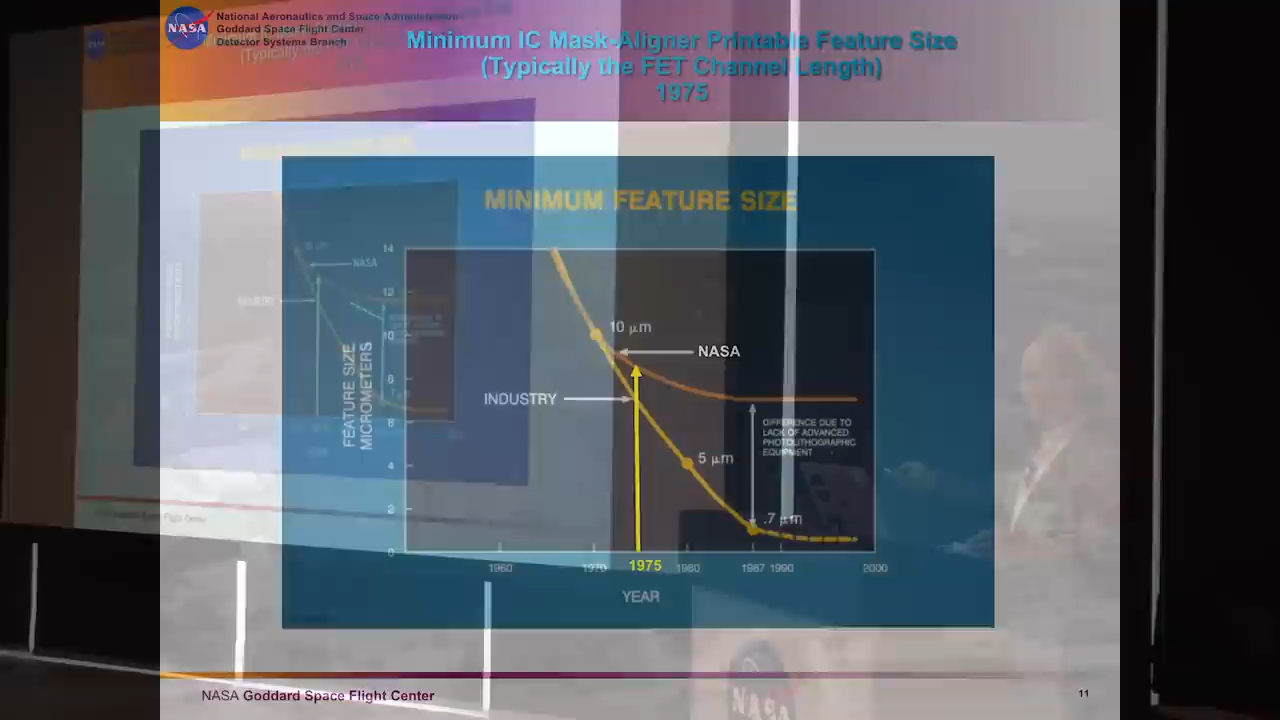 National Aeronautics and Space Administration
Goddard Space Flight Center
Detector Systems Branch
NASA
Minimum IC Mask-Aligner Printable Feature Size
(Typically the FET Channel Length)
1975
MINIMUM FEATURE SIZE
14
12
10
8
6
4
2
0
FEATURE SIZE
MICROMETERS
10 μm
NASA
INDUSTRY
5 μm
.7 μm
DIFFERENCE DUE TO
LACK OF ADVANCED
PHOTOLITHOGRAPHIC
EQUIPMENT
1960
1970
1975
1980
1987
1990
2000
YEAR
NASA
NASA
NASA Goddard Space Flight Center
11